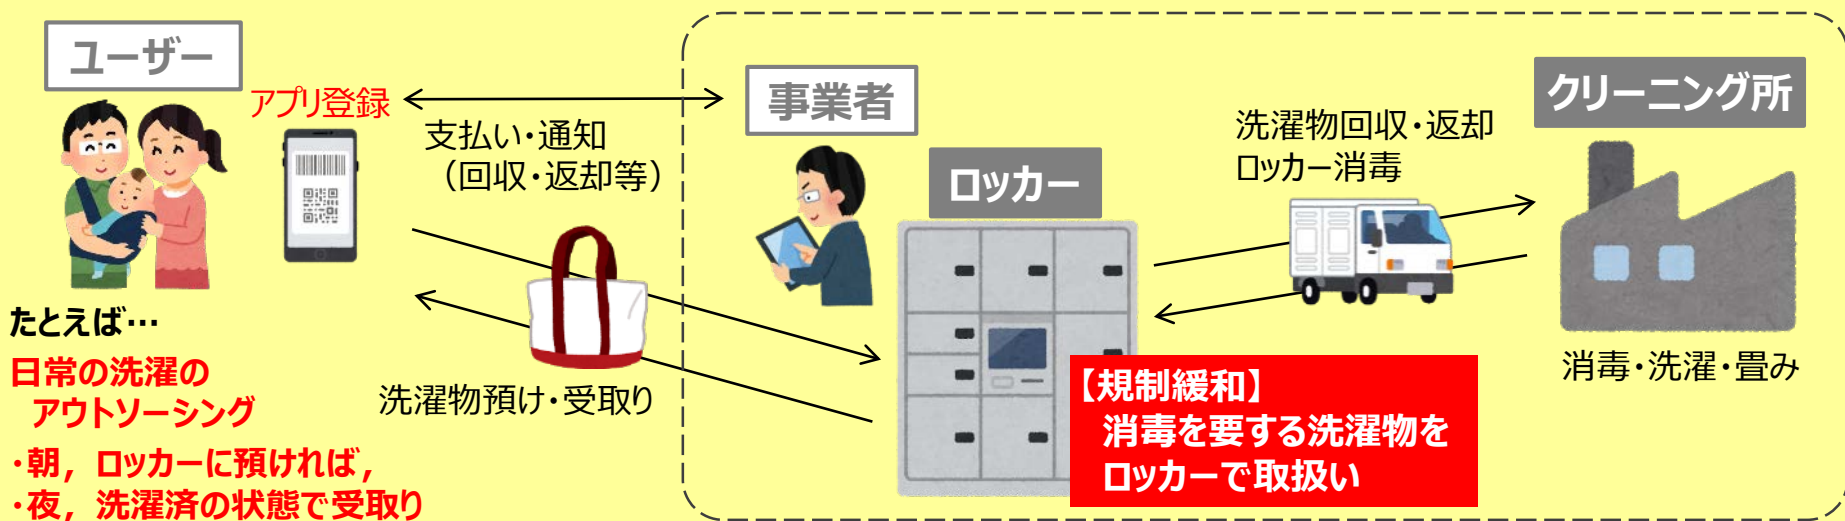 ユーザー
アプリ登録
支払い・通知
（回収・返却等）
事業者
ロッカー
洗濯物回収・返却
ロッカー消毒
クリーニング所
消毒・洗濯・畳み
洗濯物預け・受取り
【規制緩和】
消毒を要する洗濯物を
ロッカーで取扱い
たとえば…
日常の洗濯の
アウトソーシング
・朝，ロッカーに預ければ，
・夜，洗濯済の状態で受取り